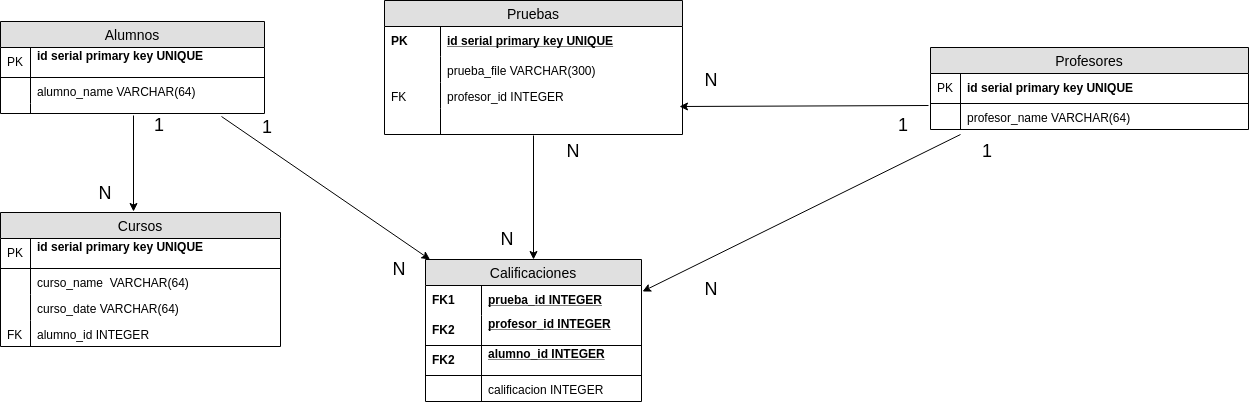 Alumnos
PK id serial primary key UNIQUE
alumno_name VARCHAR(64)
Pruebas
PK id serial primary key UNIQUE
prueba_file VARCHAR(300)
FK profesor_id INTEGER
Profesores
PK id serial primary key UNIQUE
profesor_name VARCHAR(64)
1
1
N
N
1
1
N
N
N
N
N
Cursos
PK id serial primary key UNIQUE
curso_name VARCHAR(64)
curso_date VARCHAR(64)
FK alumno_id INTEGER
Calificaciones
FK1 prueba_id INTEGER
FK2 profesor_id INTEGER
FK2 alumno_id INTEGER
calificacion INTEGER